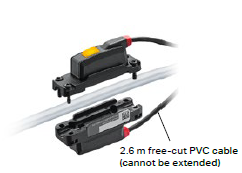 2.6 m free-cut PVC cable
(cannot be extended)